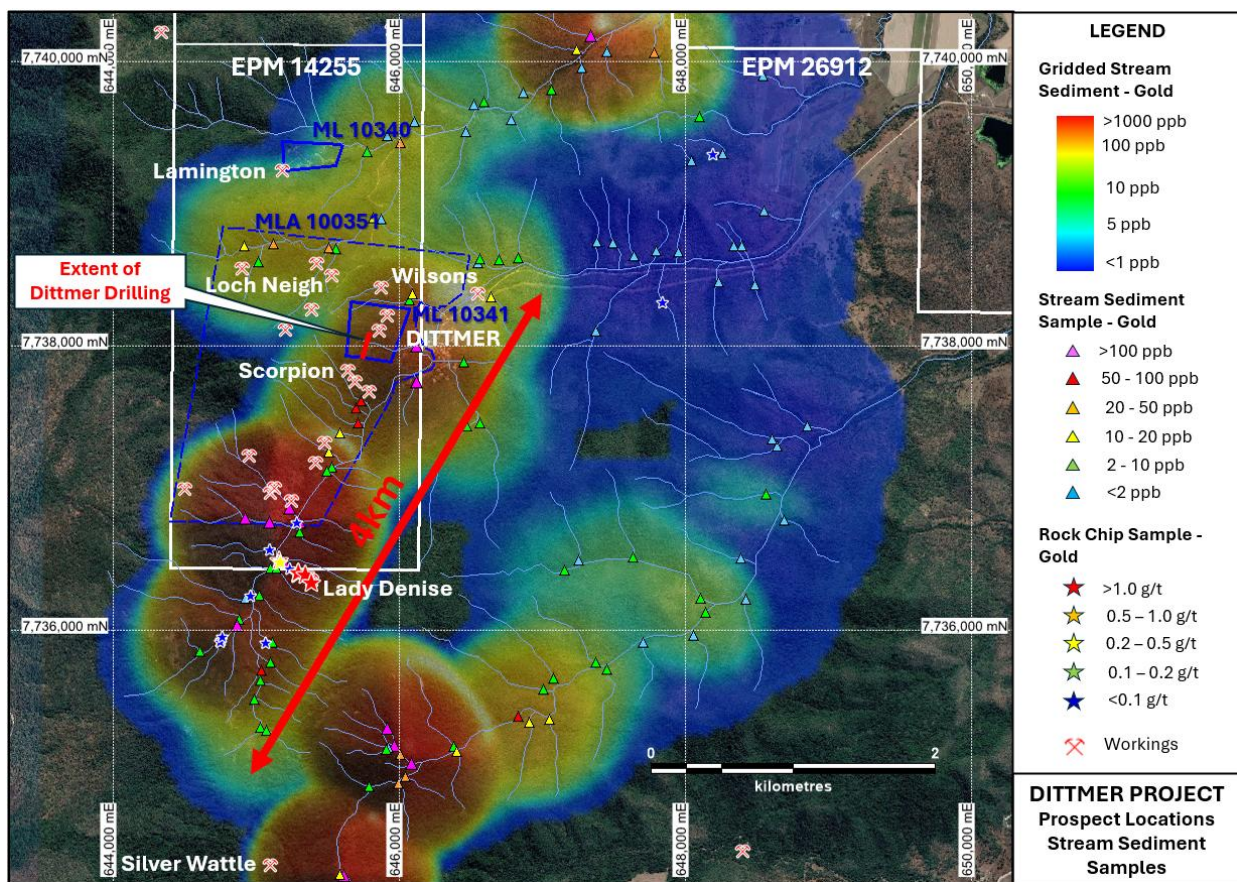 644,000 mE
646,000 mE
648,000 mE
650,000 mE
7,740,000 mN
7,740,000 mN
EPM 14255
EPM 26912
ML 10340
Lamington
MLA 100351
Extent of
Dittmer Drilling
Loch Neigh
Wilsons
ML 10341
7,738,000 mN
DITTMER
7,738,000 mN
Scorpion
4km
Lady Denise
7,736,000 mN
7,736,000 mN
0
2
kilometres
Silver Wattle
644,000 mE
646,000 mE
648,000 mE
650,000 mE
LEGEND
Gridded Stream
Sediment - Gold
>1000 ppb
100 ppb
10 ppb
5 ppb
<1 ppb
Stream Sediment
Sample - Gold
>100 ppb
50 - 100 ppb
20 - 50 ppb
10 - 20 ppb
2 - 10 ppb
<2 ppb
Rock Chip Sample -
Gold
>1.0 g/t
0.5 – 1.0 g/t
0.2 – 0.5 g/t
0.1 – 0.2 g/t
<0.1 g/t
Workings
DITTMER PROJECT
Prospect Locations
Stream Sediment
Samples